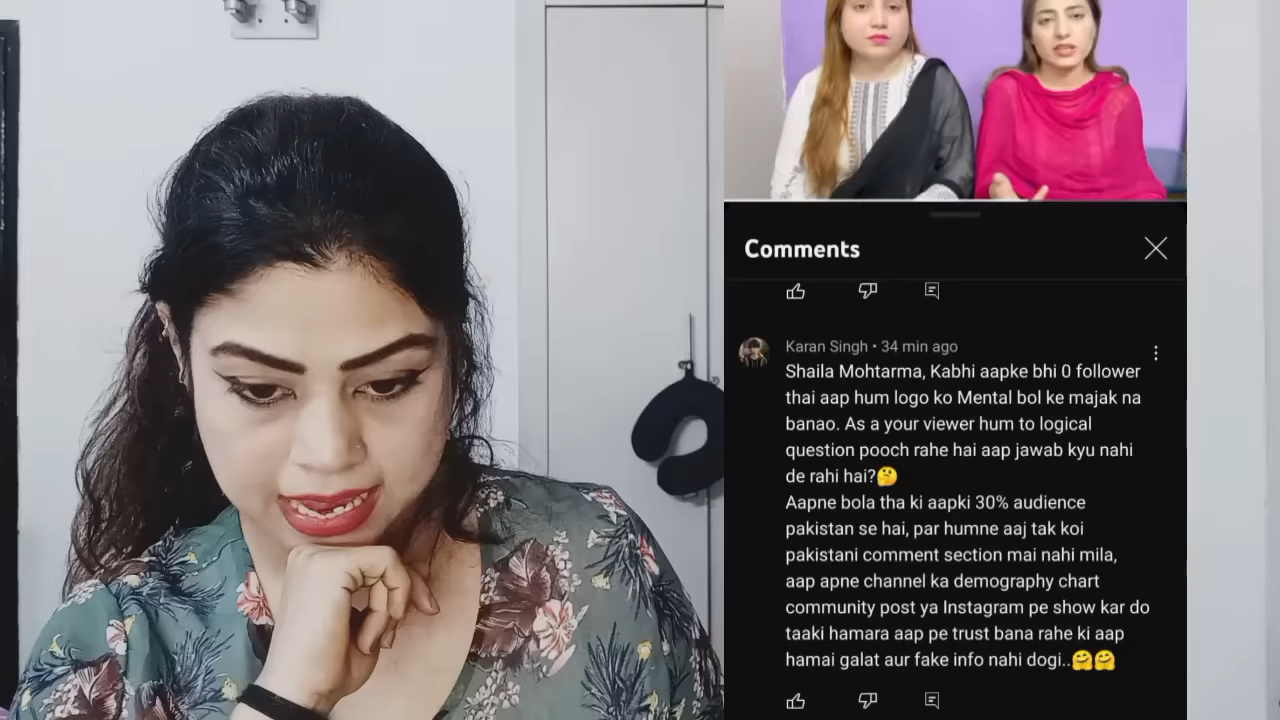 Comments
Karan Singh • 34 min ago
Shaila Mohtarma, Kabhi aapke bhi 0 follower
thai aap hum logo ko Mental bol ke majak na
banao. As a your viewer hum to logical
question pooch rahe hai aap jawab kyu nahi
de rahi hai?🤔
Aapne bola tha ki aapki 30% audience
pakistan se hai, par humne aaj tak koi
pakistani comment section mai nahi mila,
aap apne channel ka demography chart
community post ya Instagram pe show kar do
taaki hamara aap pe trust bana rahe ki aap
hamai galat aur fake info nahi dogi..🤗🤗